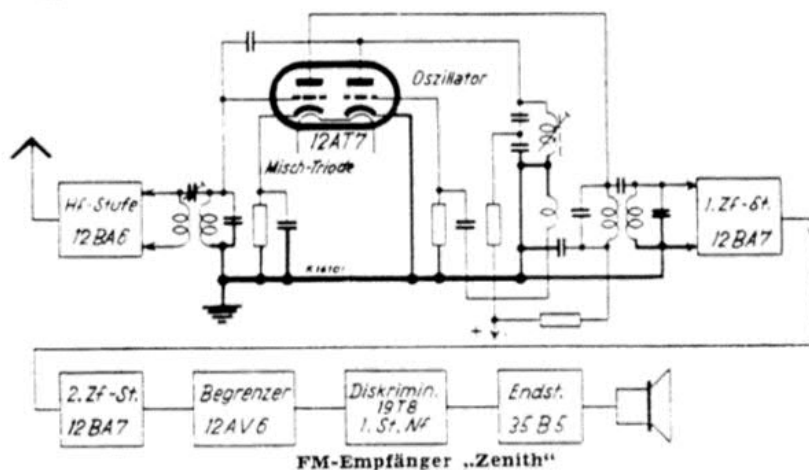 Oszillator
12AT7
Misch-Triode
Hf-Stufe
12BA6
1. Zf-St.
12BA7
K 16101
+
2. Zf-St.
12BA7
Begrenzer
12AV6
Diskrimin.
19T8
1. St. Nf
Endst.
35B5
FM-Empfänger „Zenith“